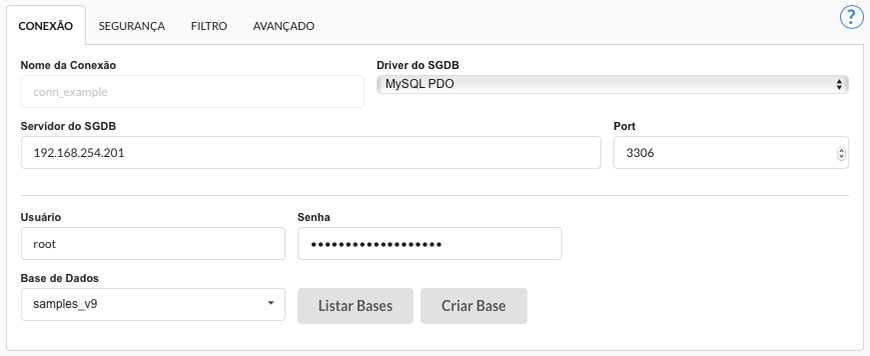 CONEXÃO SEGURANÇA FILTRO AVANÇADO ?
Nome da Conexão Driver do SGDB
conn_example MySQL PDO
Servidor do SGDB Port
192.168.254.201 3306
Usuário Senha
root •••••••••••••••••••
Base de Dados
samples_v9 Listar Bases Criar Base